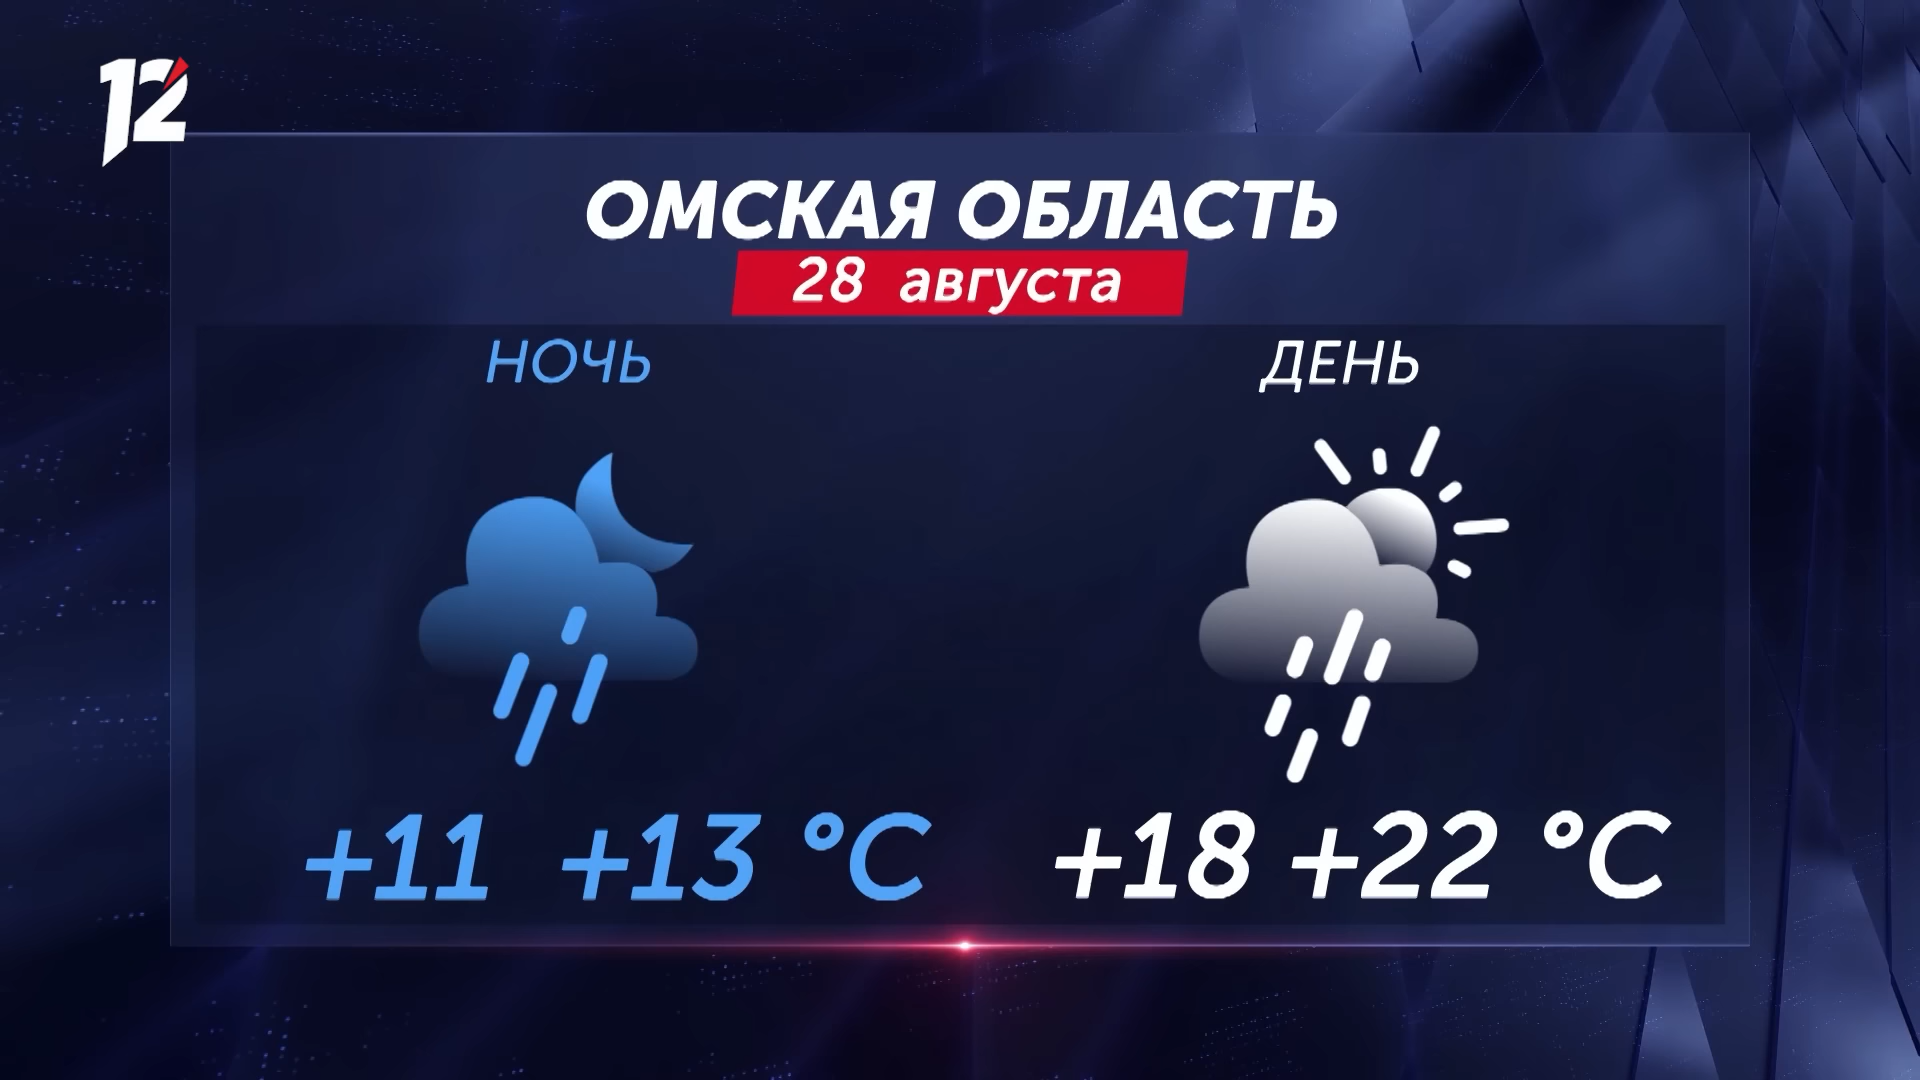 12
ОМСКАЯ ОБЛАСТЬ
28 августа
НОЧЬ
ДЕНЬ
+11 +13 °C
+18 +22 °C